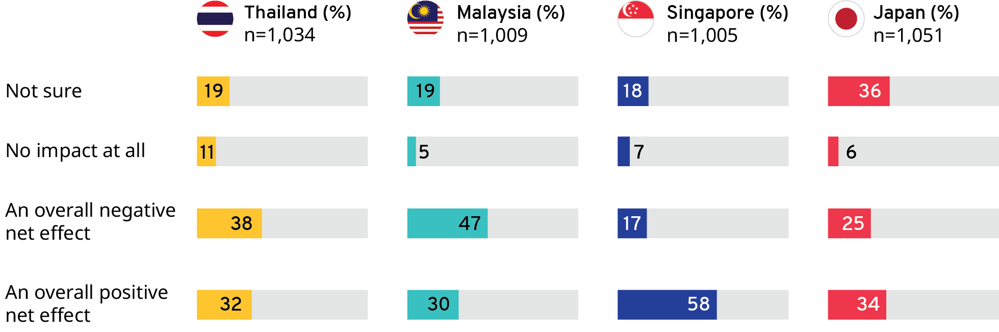 Thailand (%)
n=1,034
Malaysia (%)
n=1,009
Singapore (%)
n=1,005
Japan (%)
n=1,051
Not sure
19
19
18
36
No impact at all
11
5
7
6
An overall negative
net effect
38
47
17
25
An overall positive
net effect
32
30
58
34